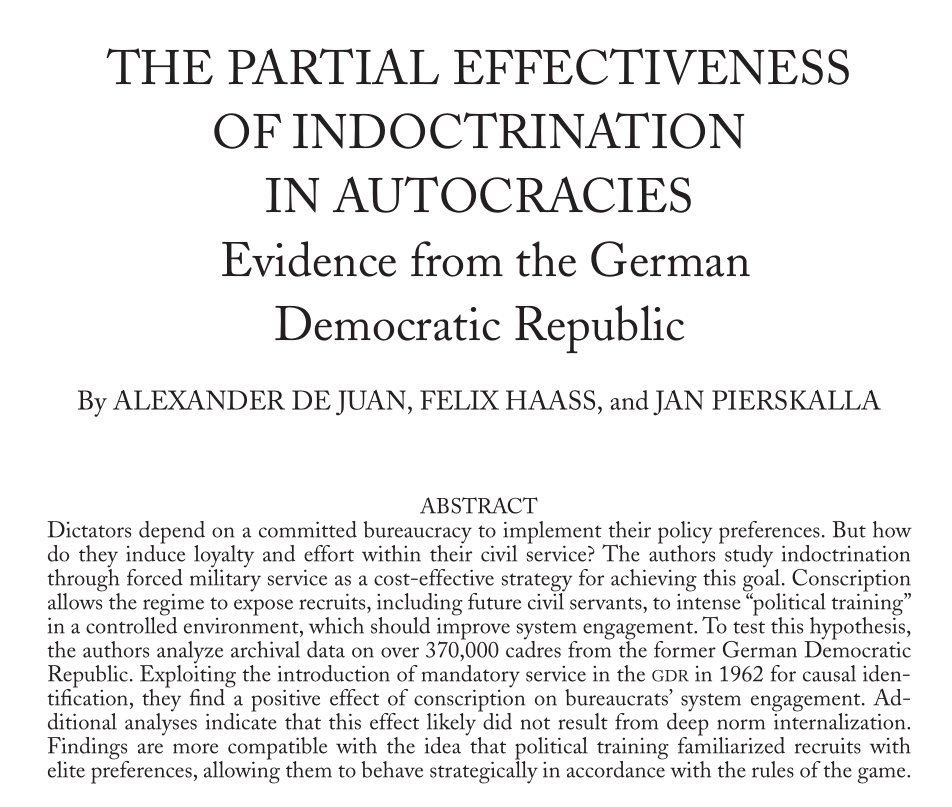 THE PARTIAL EFFECTIVENESS
OF INDOCTRINATION
IN AUTOCRACIES
Evidence from the German
Democratic Republic
By ALEXANDER DE JUAN, FELIX HAASS, and JAN PIERSKALLA
ABSTRACT
Dictators depend on a committed bureaucracy to implement their policy preferences. But how
do they induce loyalty and effort within their civil service? The authors study indoctrination
through forced military service as a cost-effective strategy for achieving this goal. Conscription
allows the regime to expose recruits, including future civil servants, to intense “political training”
in a controlled environment, which should improve system engagement. To test this hypothesis,
the authors analyze archival data on over 370,000 cadres from the former German Democratic
Republic. Exploiting the introduction of mandatory service in the GDR in 1962 for causal iden-
tification, they find a positive effect of conscription on bureaucrats’ system engagement. Ad-
ditional analyses indicate that this effect likely did not result from deep norm internalization.
Findings are more compatible with the idea that political training familiarized recruits with
elite preferences, allowing them to behave strategically in accordance with the rules of the game.